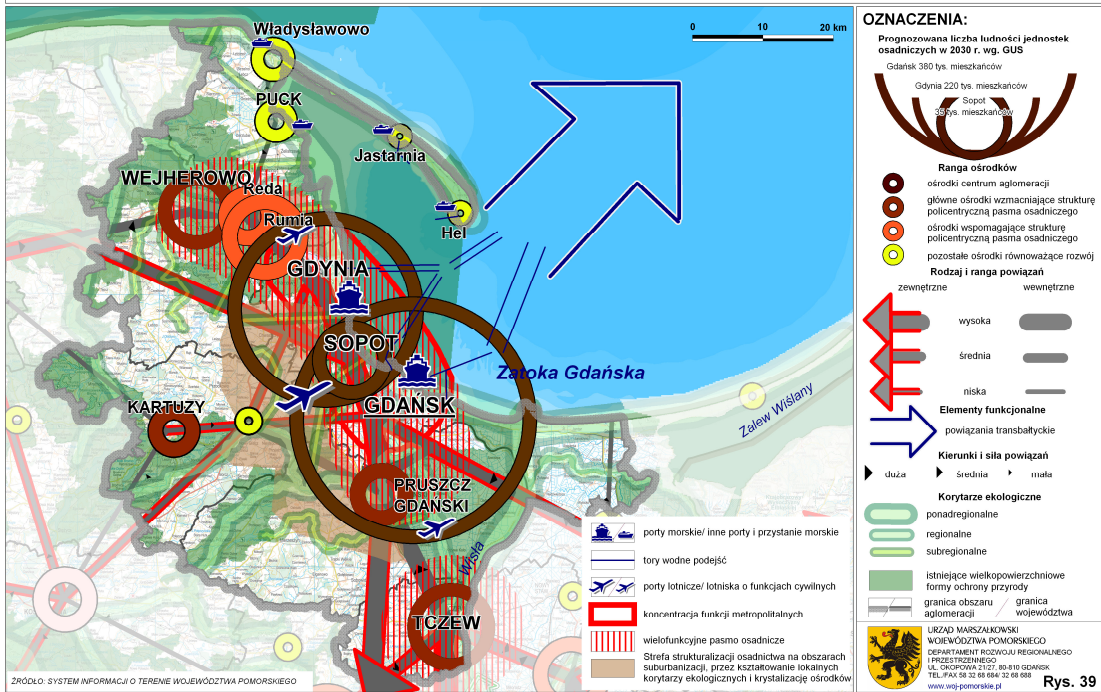 Władysławowo
PUCK
Jastarnia
Hel
WEJHEROWO
Reda
Rumia
GDYNIA
SOPOT
GDAŃSK
Zatoka Gdańska
Zalew Wiślany
KARTUZY
PRUSZCZ
GDAŃSKI
Wisła
TCZEW
0 10 20 km
porty morskie/ inne porty i przystanie morskie
tory wodne podejść
porty lotnicze/ lotniska o funkcjach cywilnych
koncentracja funkcji metropolitalnych
wielofunkcyjne pasmo osadnicze
Strefa strukturalizacji osadnictwa na obszarach
suburbanizacji, przez kształtowanie lokalnych
korytarzy ekologicznych i krystalizację ośrodków
ŹRÓDŁO: SYSTEM INFORMACJI O TERENIE WOJEWÓDZTWA POMORSKIEGO
OZNACZENIA:
Prognozowana liczba ludności jednostek
osadniczych w 2030 r. wg. GUS
Gdańsk 380 tys. mieszkańców
Gdynia 220 tys. mieszkańców
Sopot
35 tys. mieszkańców
Ranga ośrodków
ośrodki centrum aglomeracji
główne ośrodki wzmacniające strukturę
policentryczną pasma osadniczego
ośrodki wspomagające strukturę
policentryczną pasma osadniczego
pozostałe ośrodki równoważące rozwój
Rodzaj i ranga powiązań
zewnętrzne wewnętrzne
wysoka
średnia
niska
Elementy funkcjonalne
powiązania transbałtyckie
Kierunki i siła powiązań
duża średnia mała
Korytarze ekologiczne
ponadregionalne
regionalne
subregionalne
istniejące wielkopowierzchniowe
formy ochrony przyrody
granica obszaru
aglomeracji
granica
województwa
URZĄD MARSZAŁKOWSKI
WOJEWÓDZTWA POMORSKIEGO
DEPARTAMENT ROZWOJU REGIONALNEGO
I PRZESTRZENNEGO
UL. OKOPOWA 21/27, 80-810 GDAŃSK
TEL./FAX 58 32 68 684/ 32 68 688
www.woj-pomorskie.pl
Rys. 39